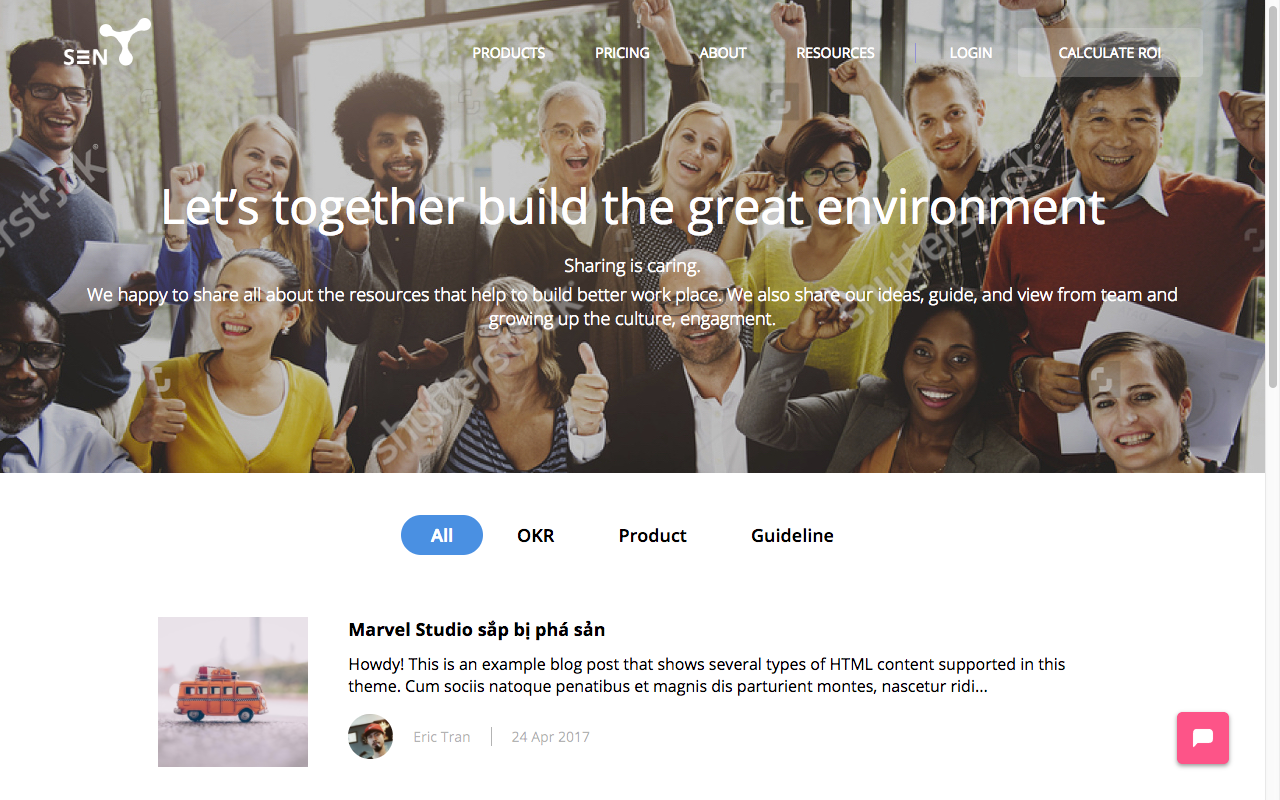 SEN
PRODUCTS PRICING ABOUT RESOURCES LOGIN CALCULATE ROI
Let’s together build the great environment
Sharing is caring.
We happy to share all about the resources that help to build better work place. We also share our ideas, guide, and view from team and
growing up the culture, engagment.
shutterstock
shutterstock
shutterstock
All OKR Product Guideline
Marvel Studio sắp bị phá sản
Howdy! This is an example blog post that shows several types of HTML content supported in this
theme. Cum sociis natoque penatibus et magnis dis parturient montes, nascetur ridi...
Eric Tran 24 Apr 2017